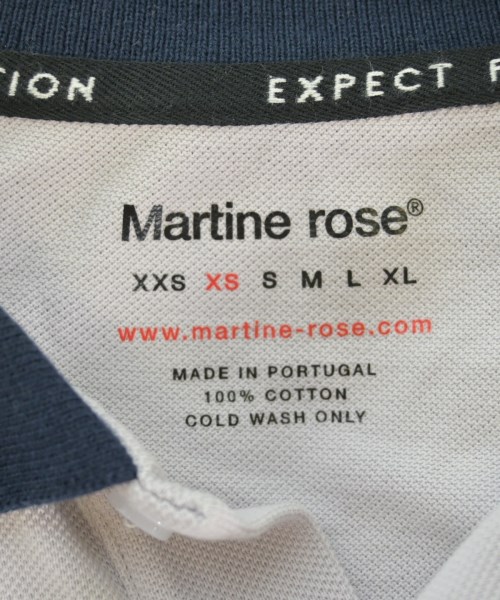 TION EXPECT
Martine rose®
XXS XS S M L XL
www.martine-rose.com
MADE IN PORTUGAL
100% COTTON
COLD WASH ONLY